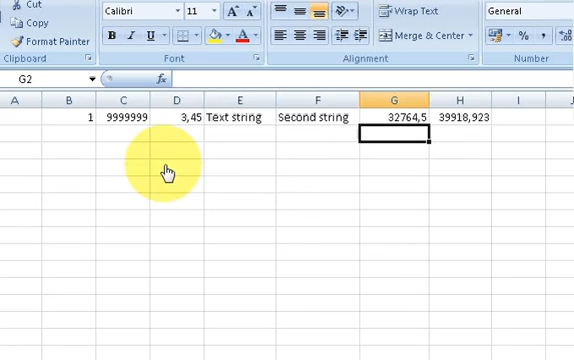 Cut
Copy
Format Painter
Clipboard
Calibri 11 A A
B I U A
Font
Wrap Text
Merge & Center
Alignment
General
$ % , .00
Number
G2 fx
A B C D E F G H I J
1 9999999 3,45 Text string Second string 32764,5 39918,923